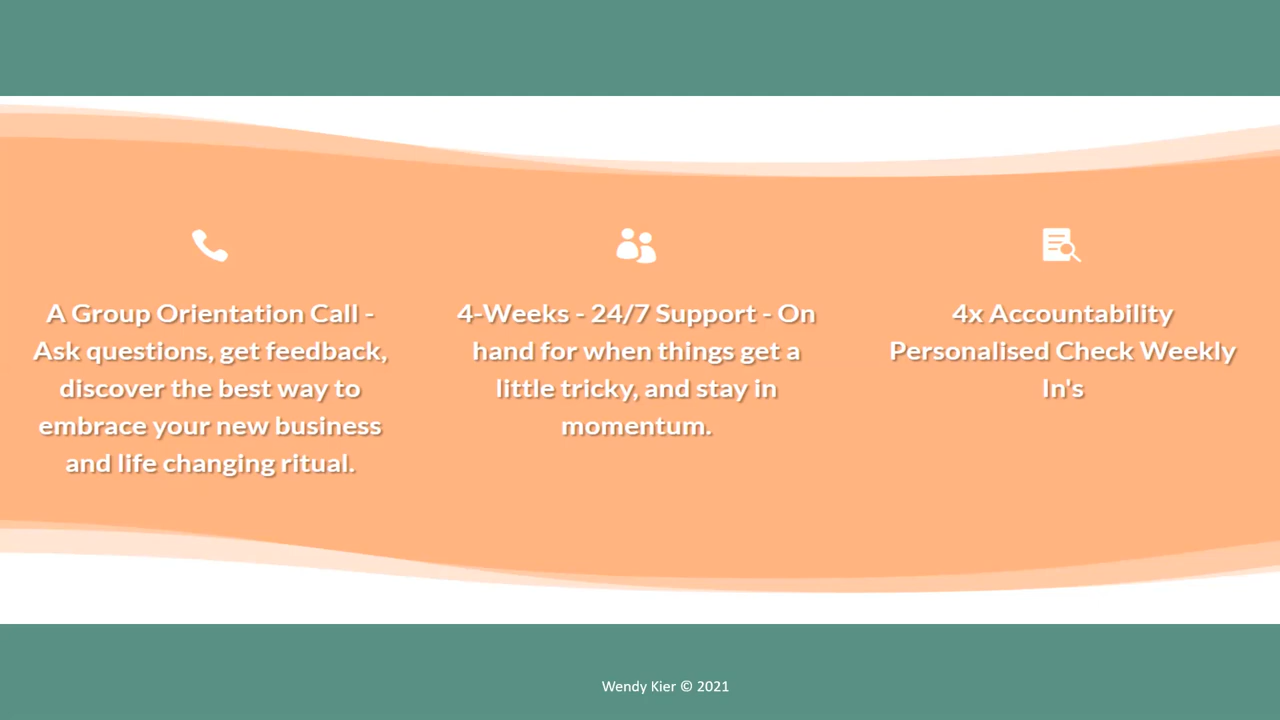 A Group Orientation Call -
Ask questions, get feedback,
discover the best way to
embrace your new business
and life changing ritual.
4-Weeks - 24/7 Support - On
hand for when things get a
little tricky, and stay in
momentum.
4x Accountability
Personalised Check Weekly
In's
Wendy Kier © 2021